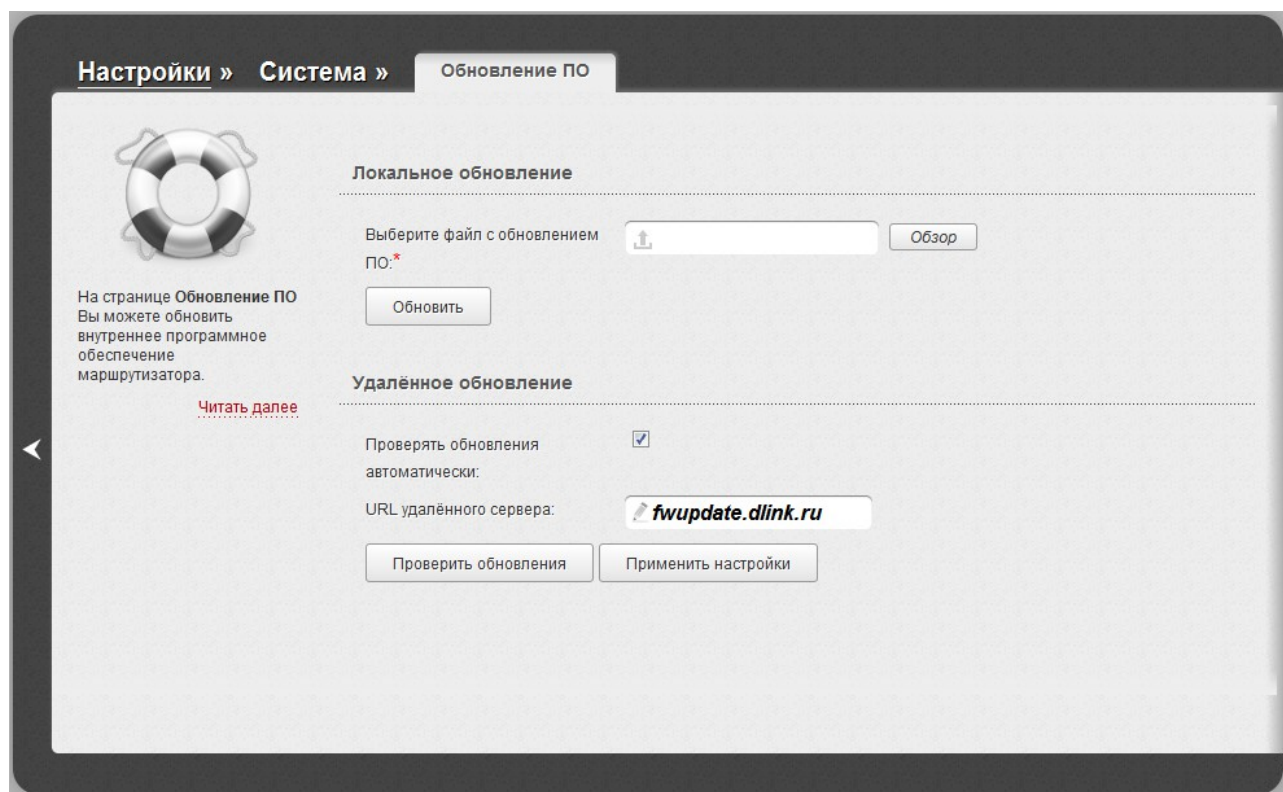 Настройки » Система » Обновление ПО
На странице Обновление ПО
Вы можете обновить
внутреннее программное
обеспечение
маршрутизатора.
Читать далее
Локальное обновление
Выберите файл с обновлением
ПО:*
Обзор
Обновить
Удалённое обновление
Проверять обновления
автоматически:
URL удалённого сервера:
fwupdate.dlink.ru
Проверить обновления
Применить настройки